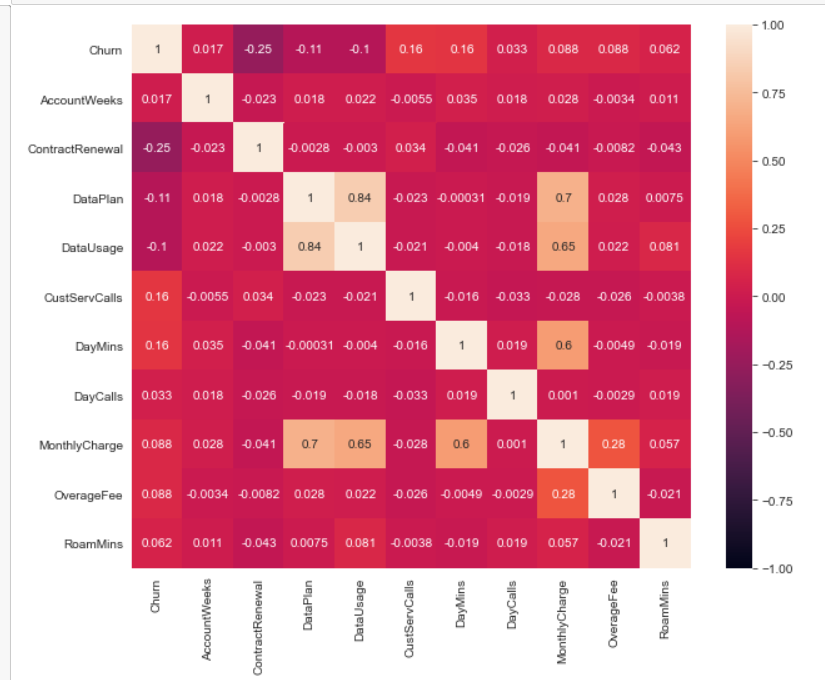 Churn 1 0.017 -0.25 -0.11 -0.1 0.16 0.16 0.033 0.088 0.088 0.062
AccountWeeks 0.017 1 -0.023 0.018 0.022 -0.0055 0.035 0.018 0.028 -0.0034 0.011
ContractRenewal -0.25 -0.023 1 -0.0028 -0.003 0.034 -0.041 -0.026 -0.041 -0.0082 -0.043
DataPlan -0.11 0.018 -0.0028 1 0.84 -0.023 -0.00031 -0.019 0.7 0.028 0.0075
DataUsage -0.1 0.022 -0.003 0.84 1 -0.021 -0.004 -0.018 0.65 0.022 0.081
CustServCalls 0.16 -0.0055 0.034 -0.023 -0.021 1 -0.016 -0.033 -0.028 -0.026 -0.0038
DayMins 0.16 0.035 -0.041 -0.00031 -0.004 -0.016 1 0.019 0.6 -0.0049 -0.019
DayCalls 0.033 0.018 -0.026 -0.019 -0.018 -0.033 0.019 1 0.001 -0.0029 0.019
MonthlyCharge 0.088 0.028 -0.041 0.7 0.65 -0.028 0.6 0.001 1 0.28 0.057
OverageFee 0.088 -0.0034 -0.0082 0.028 0.022 -0.026 -0.0049 -0.0029 0.28 1 -0.021
RoamMins 0.062 0.011 -0.043 0.0075 0.081 -0.0038 -0.019 0.019 0.057 -0.021 1
Churn
AccountWeeks
ContractRenewal
DataPlan
DataUsage
CustServCalls
DayMins
DayCalls
MonthlyCharge
OverageFee
RoamMins
1.00
0.75
0.50
0.25
0.00
−0.25
−0.50
−0.75
−1.00